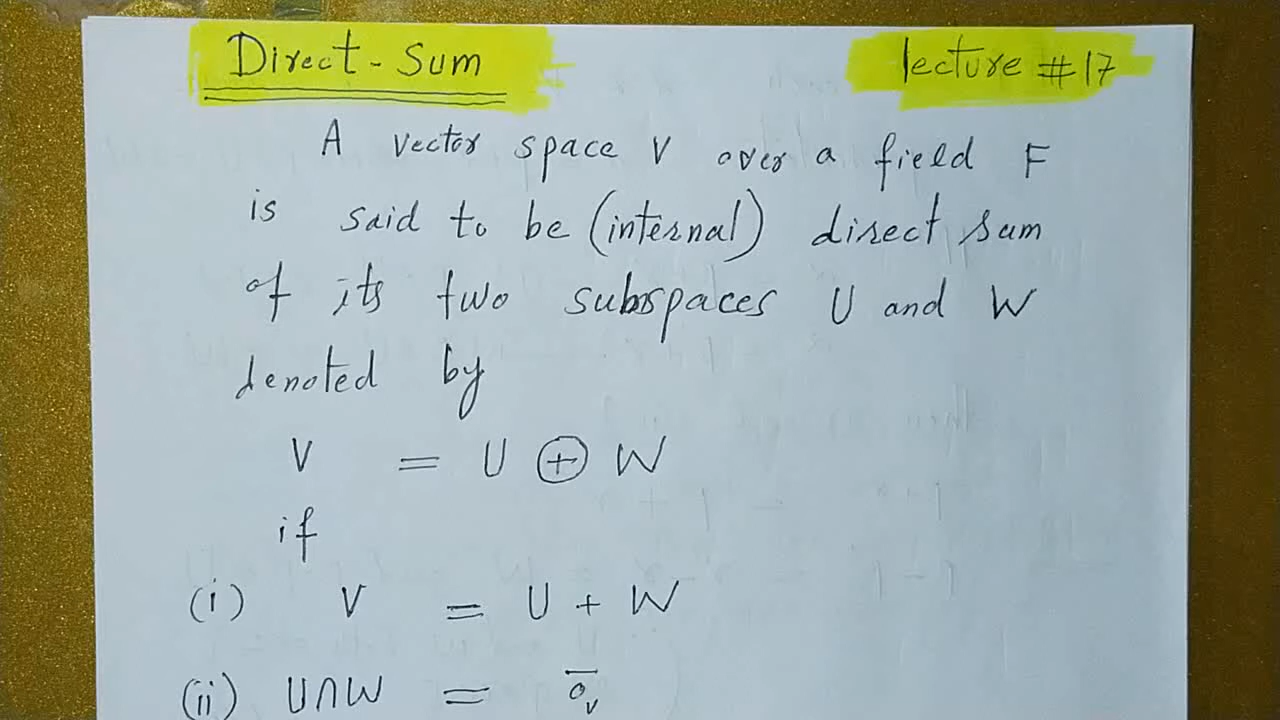 Direct - Sum
lecture # 17
A vector space V over a field F
is said to be (internal) direct sum
of its two subspaces U and W
denoted by
V = U ⊕ W
if
(i) V = U + W
(ii) U∩W = o̅ᵥ